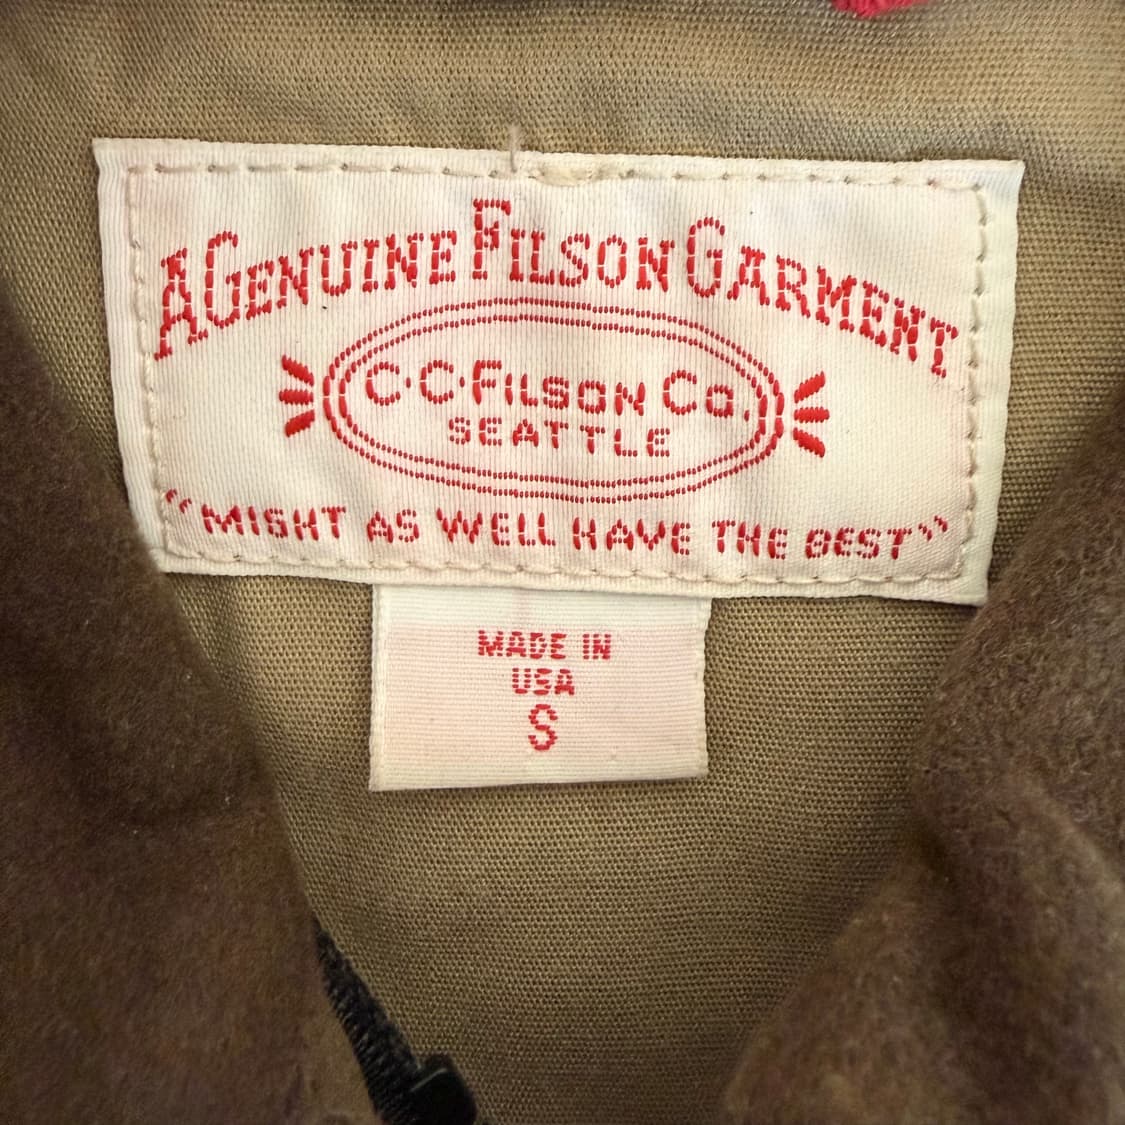 A GENUINE FILSON GARMENT
C·C·FILSON CO.
SEATTLE
"MIGHT AS WELL HAVE THE BEST"
MADE IN
USA
S